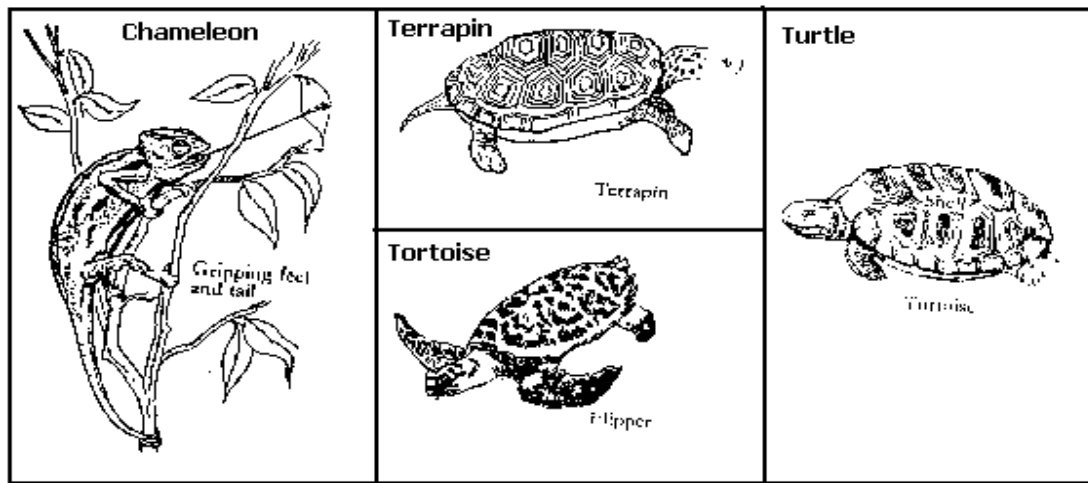 Chameleon
Gripping feet
and tail
Terrapin
Terrapin
Tortoise
Flipper
Turtle
Shell
Tortoise